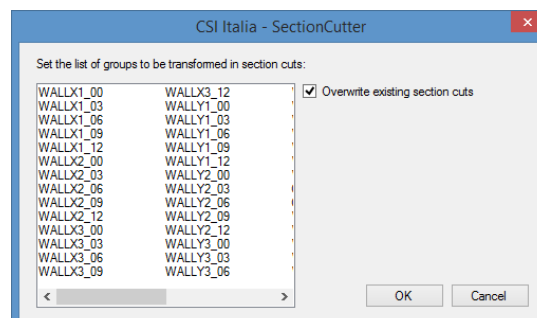 CSI Italia - SectionCutter
Set the list of groups to be transformed in section cuts:
WALLX1_00 WALLX3_12
WALLX1_03 WALLY1_00
WALLX1_06 WALLY1_03
WALLX1_09 WALLY1_06
WALLX1_12 WALLY1_09
WALLX2_00 WALLY1_12
WALLX2_03 WALLY2_00
WALLX2_06 WALLY2_03
WALLX2_09 WALLY2_06
WALLX2_12 WALLY2_09
WALLX3_00 WALLY2_12
WALLX3_03 WALLY3_00
WALLX3_06 WALLY3_03
WALLX3_09 WALLY3_06
Overwrite existing section cuts
OK Cancel